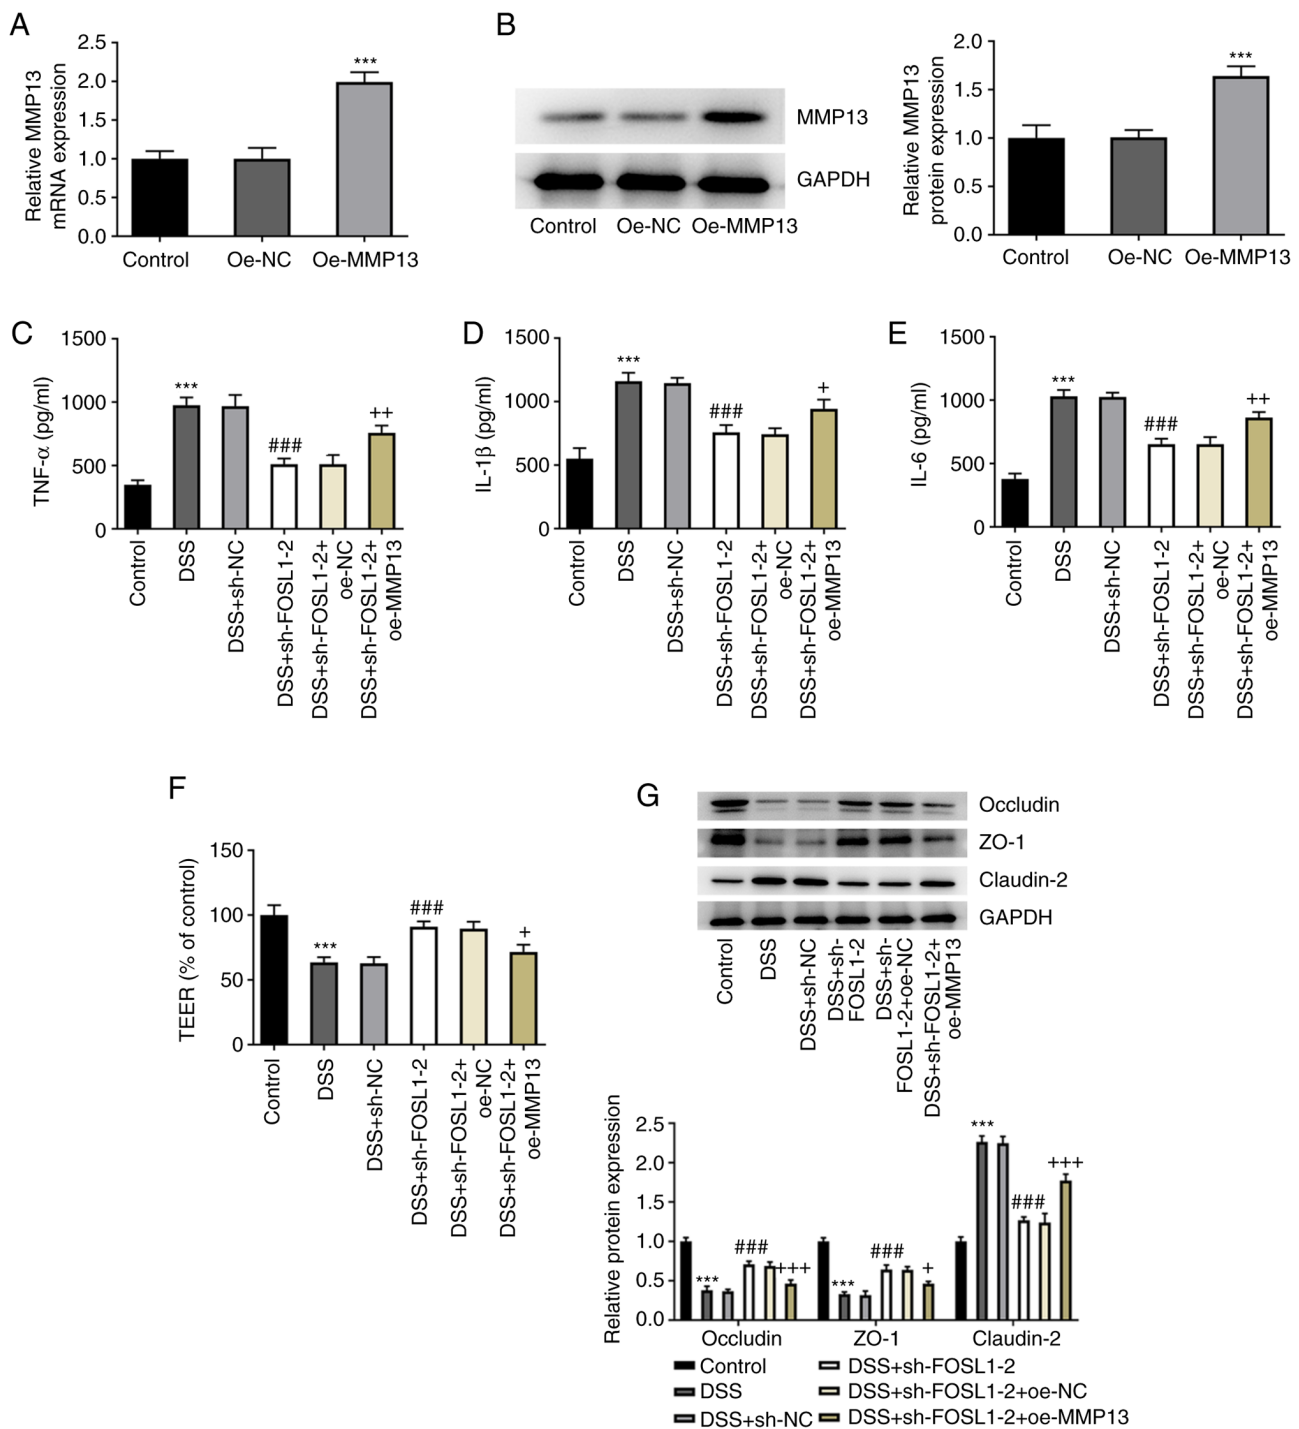 A
Relative MMP13
mRNA expression
2.5
2.0
1.5
1.0
0.5
0.0
***
Control
Oe-NC
Oe-MMP13
B
MMP13
GAPDH
Control
Oe-NC
Oe-MMP13
Relative MMP13
protein expression
2.0
1.5
1.0
0.5
0.0
***
Control
Oe-NC
Oe-MMP13
C
TNF-α (pg/ml)
1500
1000
500
0
***
###
++
Control
DSS
DSS+sh-NC
DSS+sh-FOSL1-2
DSS+sh-FOSL1-2+
oe-NC
DSS+sh-FOSL1-2+
oe-MMP13
D
IL-1β (pg/ml)
1500
1000
500
0
***
###
+
Control
DSS
DSS+sh-NC
DSS+sh-FOSL1-2
DSS+sh-FOSL1-2+
oe-NC
DSS+sh-FOSL1-2+
oe-MMP13
E
IL-6 (pg/ml)
1500
1000
500
0
***
###
++
Control
DSS
DSS+sh-NC
DSS+sh-FOSL1-2
DSS+sh-FOSL1-2+
oe-NC
DSS+sh-FOSL1-2+
oe-MMP13
F
TEER (% of control)
150
100
50
0
***
###
+
Control
DSS
DSS+sh-NC
DSS+sh-FOSL1-2
DSS+sh-FOSL1-2+
oe-NC
DSS+sh-FOSL1-2+
oe-MMP13
G
Occludin
ZO-1
Claudin-2
GAPDH
Control
DSS
DSS+sh-NC
DSS+sh-
FOSL1-2
DSS+sh-
FOSL1-2+oe-NC
DSS+sh-FOSL1-2+
oe-MMP13
Relative protein expression
2.5
2.0
1.5
1.0
0.5
0.0
***
###
+++
***
###
+
***
###
+++
Occludin
ZO-1
Claudin-2
Control
DSS
DSS+sh-NC
DSS+sh-FOSL1-2
DSS+sh-FOSL1-2+oe-NC
DSS+sh-FOSL1-2+oe-MMP13